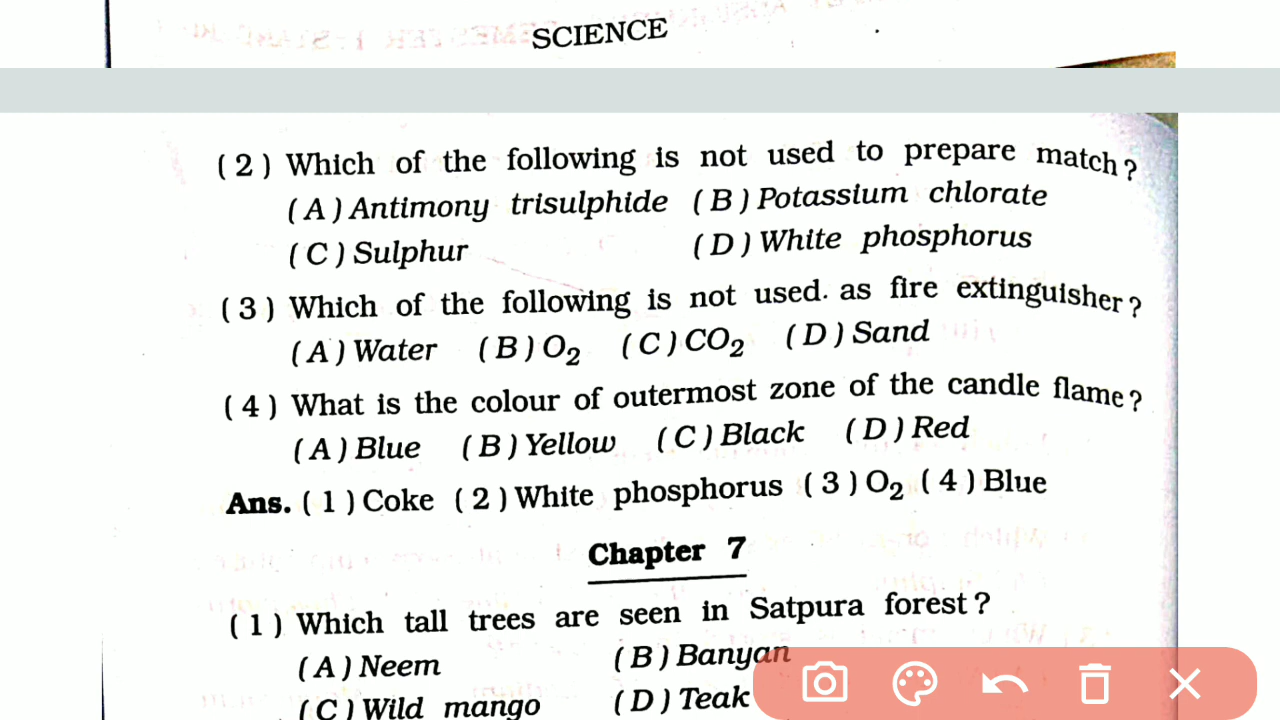 SCIENCE
( 2 ) Which of the following is not used to prepare match ?
( A ) Antimony trisulphide ( B ) Potassium chlorate
( C ) Sulphur ( D ) White phosphorus
( 3 ) Which of the following is not used. as fire extinguisher ?
( A ) Water ( B ) O₂ ( C ) CO₂ ( D ) Sand
( 4 ) What is the colour of outermost zone of the candle flame ?
( A ) Blue ( B ) Yellow ( C ) Black ( D ) Red
Ans. ( 1 ) Coke ( 2 ) White phosphorus ( 3 ) O₂ ( 4 ) Blue
Chapter 7
( 1 ) Which tall trees are seen in Satpura forest ?
( A ) Neem ( B ) Banyan
( C ) Wild mango ( D ) Teak